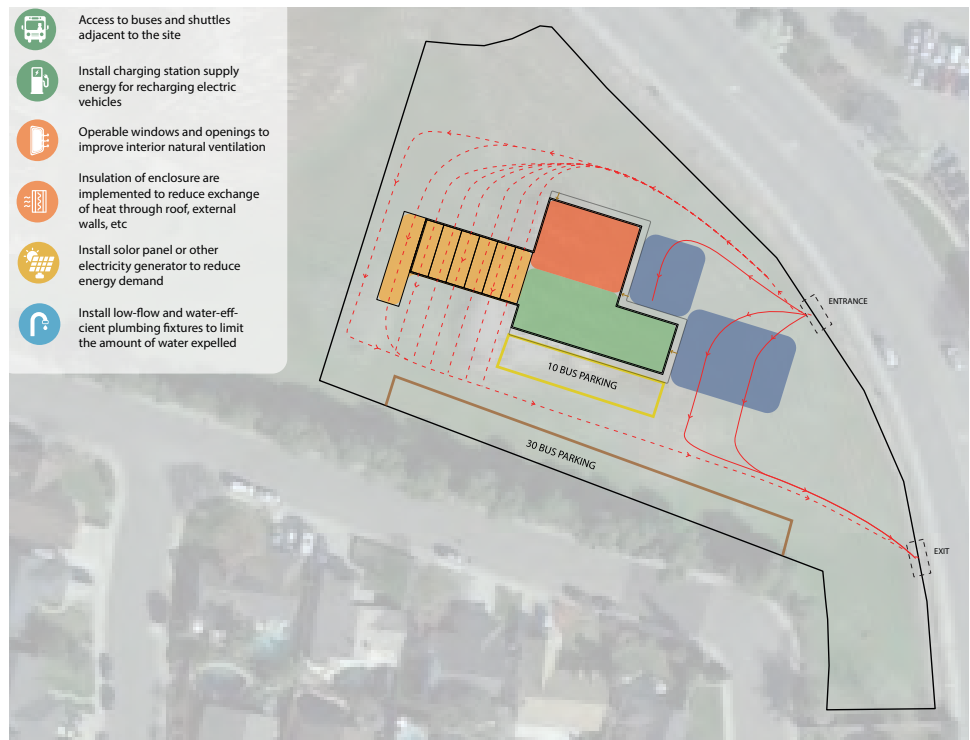 Access to buses and shuttles
adjacent to the site
Install charging station supply
energy for recharging electric
vehicles
Operable windows and openings to
improve interior natural ventilation
Insulation of enclosure are
implemented to reduce exchange
of heat through roof, external
walls, etc
Install solar panel or other
electricity generator to reduce
energy demand
Install low-flow and water-eff-
cient plumbing fixtures to limit
the amount of water expelled
ENTRANCE
10 BUS PARKING
30 BUS PARKING
EXIT